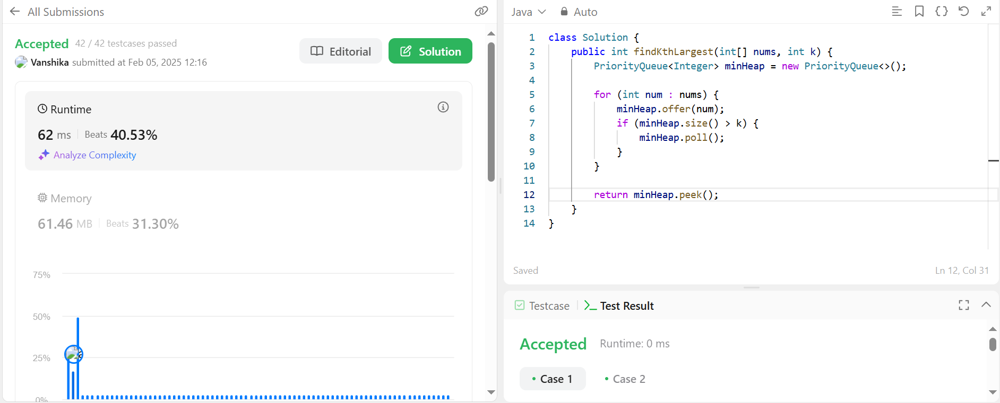 All Submissions
Accepted 42 / 42 testcases passed
Vanshika submitted at Feb 05, 2025 12:16
Editorial
Solution
Runtime
62 ms Beats 40.53%
Analyze Complexity
Memory
61.46 MB Beats 31.30%
75%
50%
25%
0%
Java Auto
1 class Solution {
2 public int findKthLargest(int[] nums, int k) {
3 PriorityQueue<Integer> minHeap = new PriorityQueue<>();
4
5 for (int num : nums) {
6 minHeap.offer(num);
7 if (minHeap.size() > k) {
8 minHeap.poll();
9 }
10 }
11
12 return minHeap.peek();
13 }
14 }
Saved Ln 12, Col 31
Testcase Test Result
Accepted Runtime: 0 ms
Case 1 Case 2